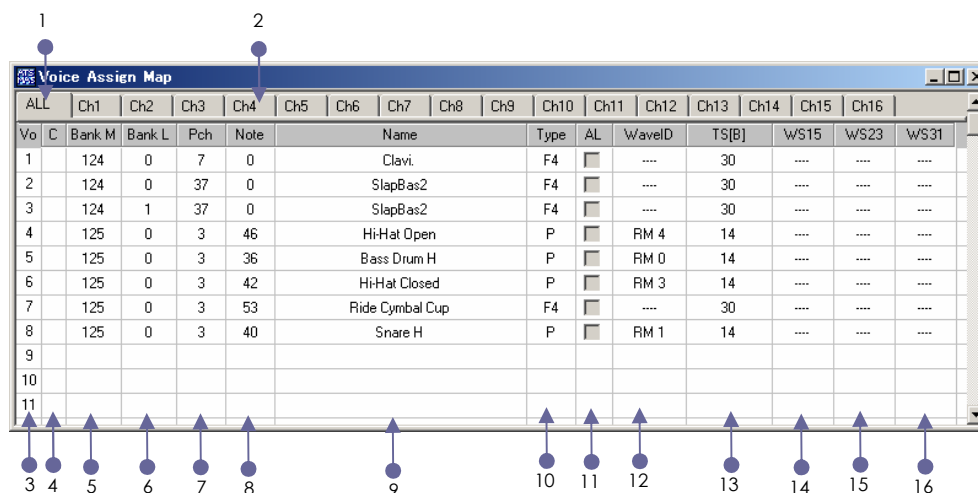 1 2
ATS Voice Assign Map
ALL Ch1 Ch2 Ch3 Ch4 Ch5 Ch6 Ch7 Ch8 Ch9 Ch10 Ch11 Ch12 Ch13 Ch14 Ch15 Ch16
Vo C Bank M Bank L Pch Note Name Type AL WaveID TS[B] WS15 WS23 WS31
1 124 0 7 0 Clavi. F4 ---- 30 ---- ---- ----
2 124 0 37 0 SlapBas2 F4 ---- 30 ---- ---- ----
3 124 1 37 0 SlapBas2 F4 ---- 30 ---- ---- ----
4 125 0 3 46 Hi-Hat Open P RM 4 14 ---- ---- ----
5 125 0 3 36 Bass Drum H P RM 0 14 ---- ---- ----
6 125 0 3 42 Hi-Hat Closed P RM 3 14 ---- ---- ----
7 125 0 3 53 Ride Cymbal Cup F4 ---- 30 ---- ---- ----
8 125 0 3 40 Snare H P RM 1 14 ---- ---- ----
9
10
11
3 4 5 6 7 8 9 10 11 12 13 14 15 16